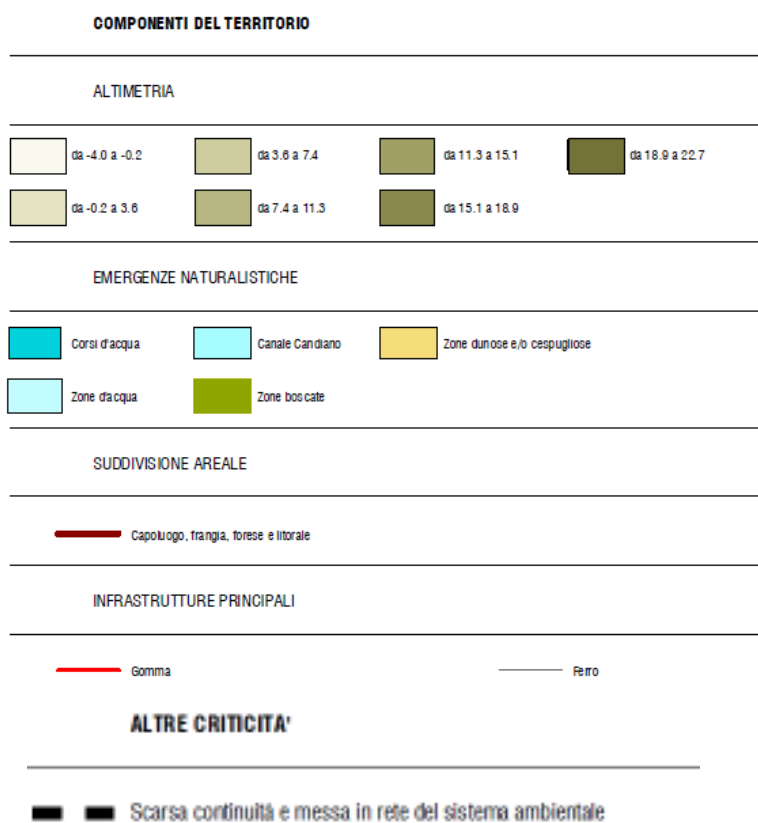 COMPONENTI DEL TERRITORIO
ALTIMETRIA
da -4.0 a -0.2 da 3.6 a 7.4 da 11.3 a 15.1 da 18.9 a 22.7
da -0.2 a 3.6 da 7.4 a 11.3 da 15.1 a 18.9
EMERGENZE NATURALISTICHE
Corsi d'acqua Canale Candiano Zone dunose e/o cespugliose
Zone d'acqua Zone boscate
SUDDIVISIONE AREALE
Capoluogo, frangia, forese e litorale
INFRASTRUTTURE PRINCIPALI
Gomma Ferro
ALTRE CRITICITA'
Scarsa continuità e messa in rete del sistema ambientale